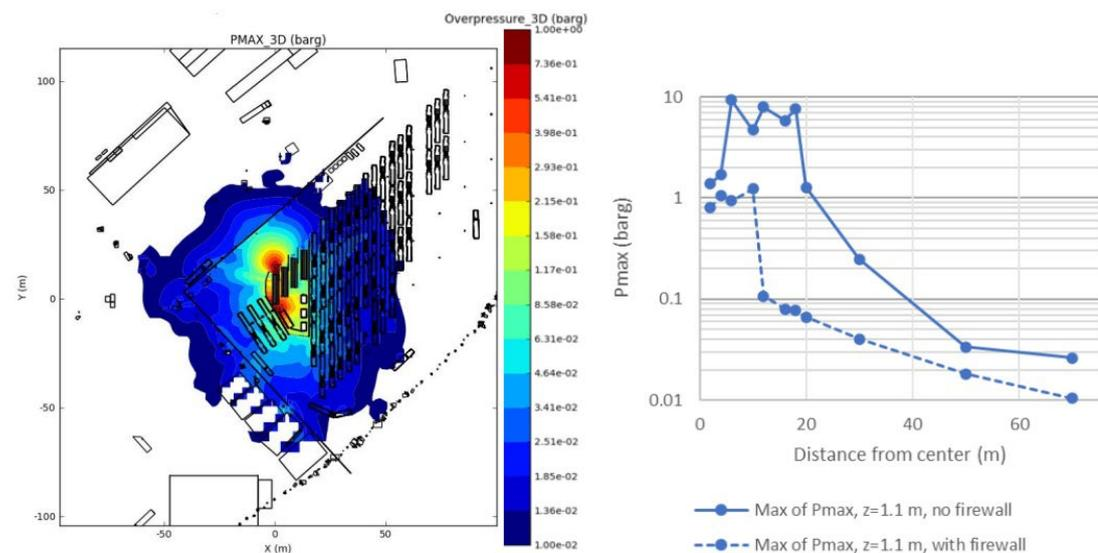 Overpressure_3D (barg)
PMAX_3D (barg)
1.00e+00
7.36e-01
5.41e-01
3.98e-01
2.93e-01
2.15e-01
1.58e-01
1.17e-01
8.58e-02
6.31e-02
4.64e-02
3.41e-02
2.51e-02
1.85e-02
1.36e-02
1.00e-02
100
50
0
-50
-100
Y (m)
-50
0
50
X (m)
10
1
0.1
0.01
Pmax (barg)
0
20
40
60
Distance from center (m)
Max of Pmax, z=1.1 m, no firewall
Max of Pmax, z=1.1 m, with firewall